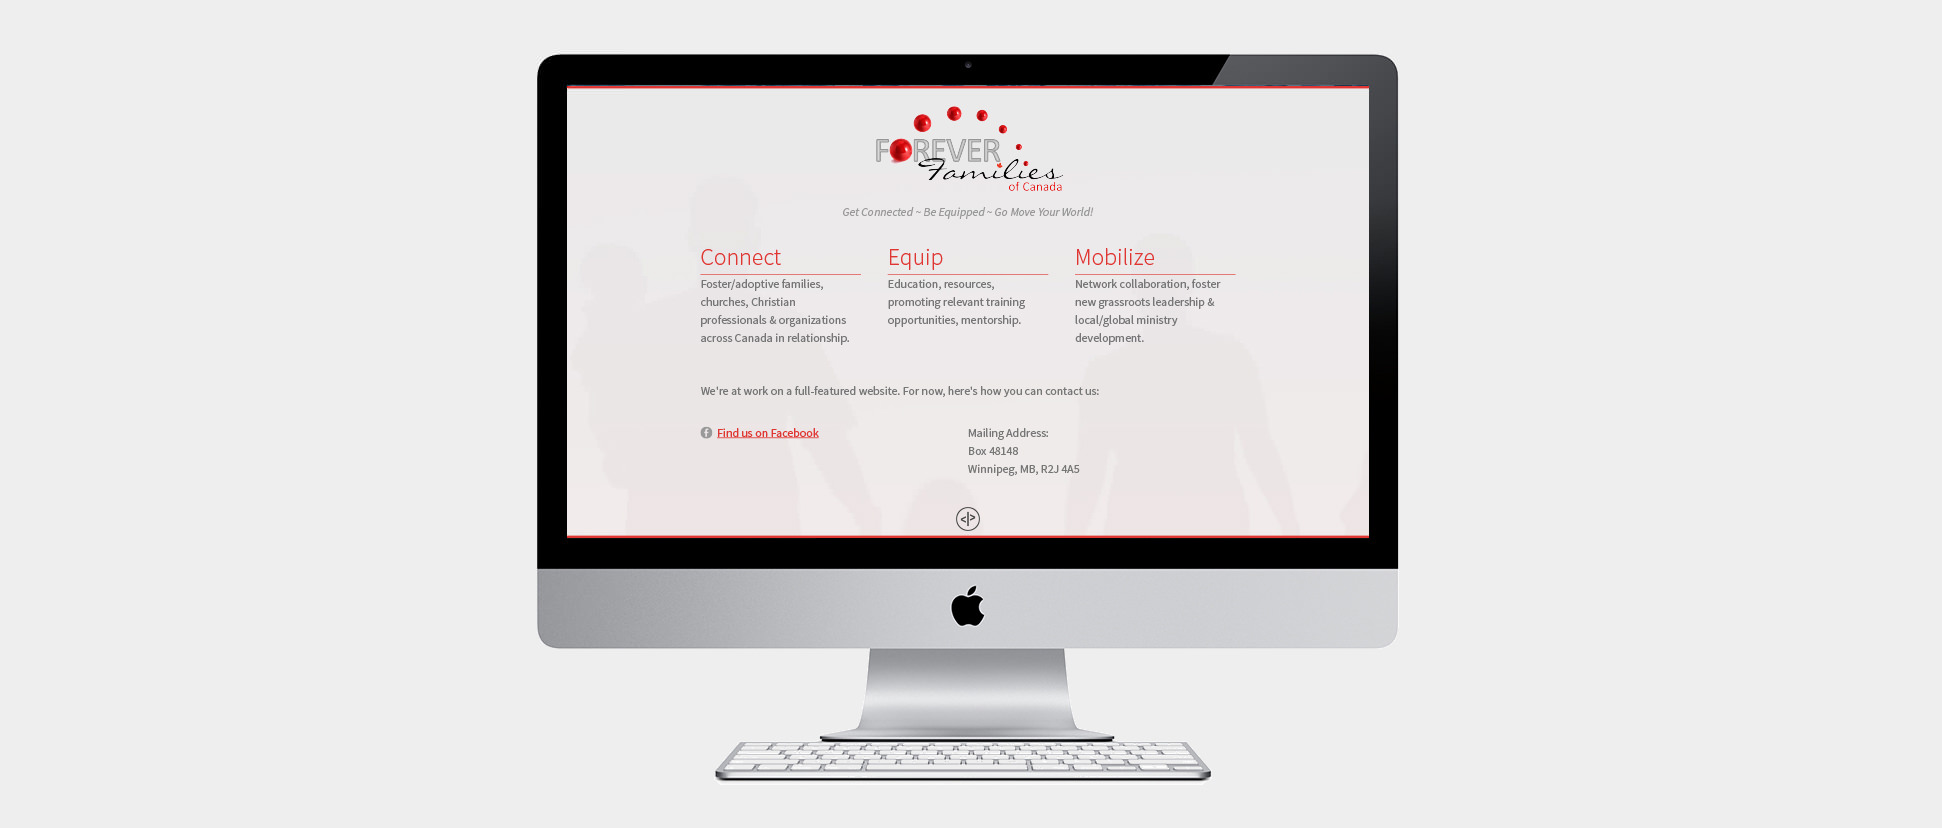 FOREVER
Families
of Canada
Get Connected ~ Be Equipped ~ Go Move Your World!
Connect
Foster/adoptive families,
churches, Christian
professionals & organizations
across Canada in relationship.
Equip
Education, resources,
promoting relevant training
opportunities, mentorship.
Mobilize
Network collaboration, foster
new grassroots leadership &
local/global ministry
development.
We're at work on a full-featured website. For now, here's how you can contact us:
Find us on Facebook
Mailing Address:
Box 48148
Winnipeg, MB, R2J 4A5